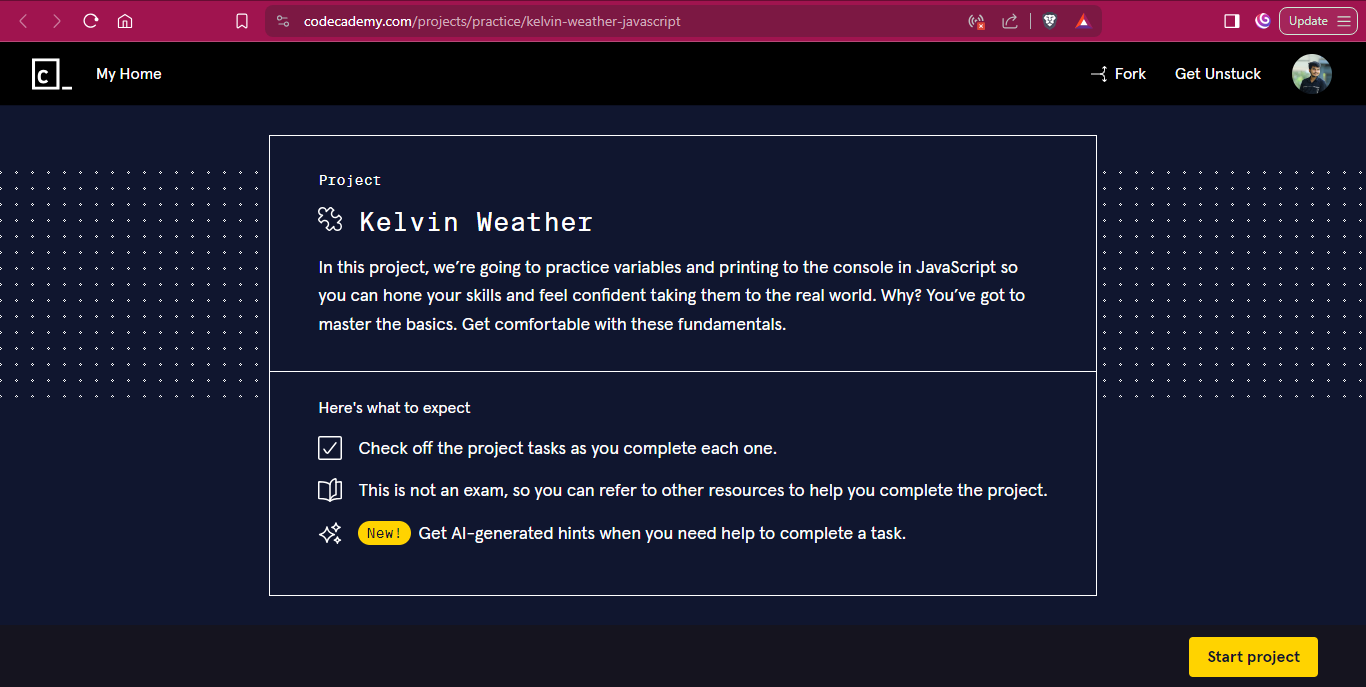 codecademy.com/projects/practice/kelvin-weather-javascript
Update
c_
My Home
Fork
Get Unstuck
Project
Kelvin Weather
In this project, we’re going to practice variables and printing to the console in JavaScript so
you can hone your skills and feel confident taking them to the real world. Why? You’ve got to
master the basics. Get comfortable with these fundamentals.
Here's what to expect
Check off the project tasks as you complete each one.
This is not an exam, so you can refer to other resources to help you complete the project.
New! Get AI-generated hints when you need help to complete a task.
Start project